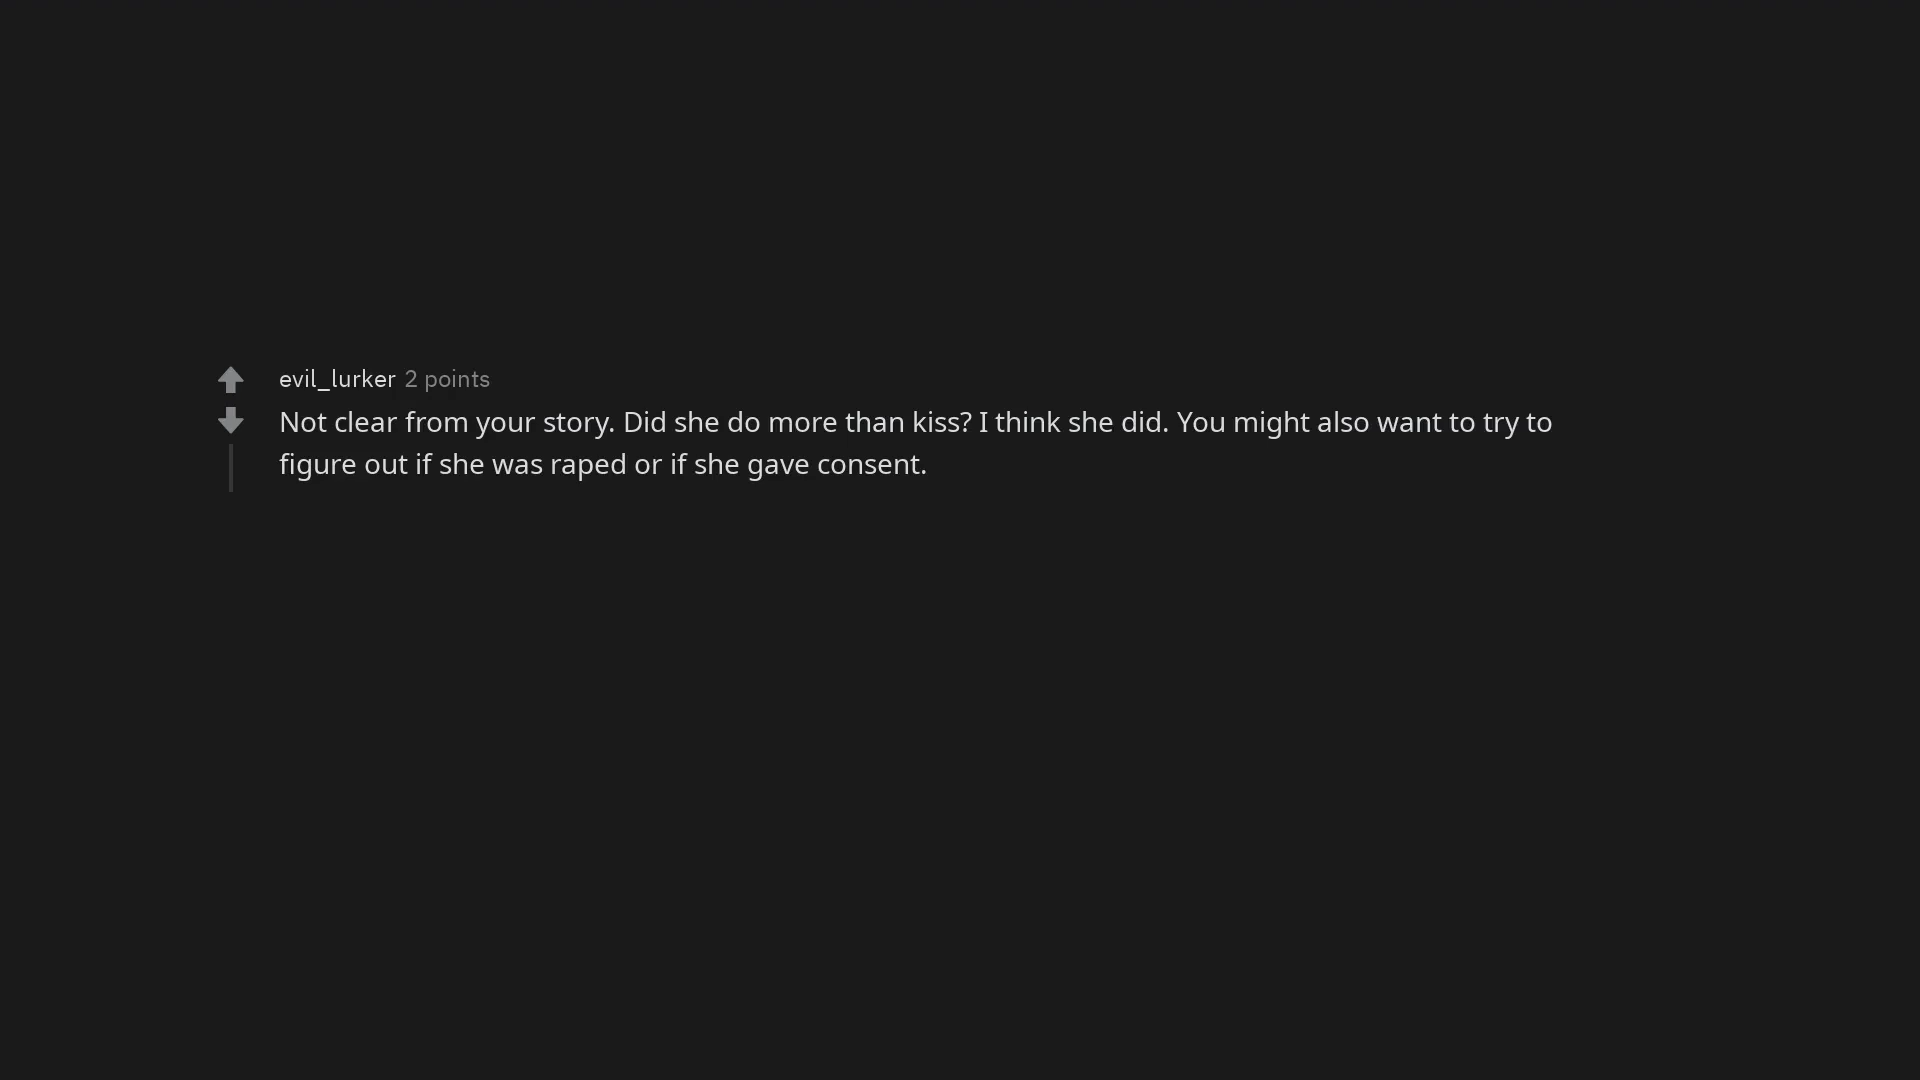 evil_lurker 2 points
Not clear from your story. Did she do more than kiss? I think she did. You might also want to try to
figure out if she was raped or if she gave consent.